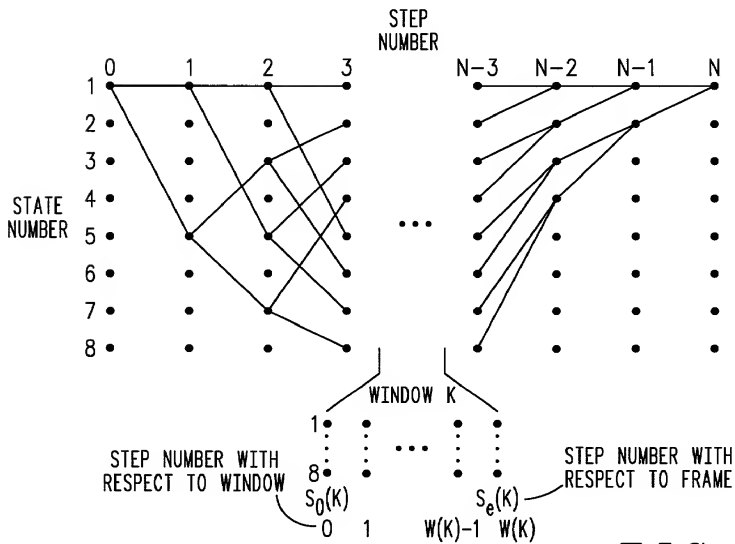 STEP
NUMBER
0 1 2 3 N-3 N-2 N-1 N
1
2
3
4
5
6
7
8
STATE
NUMBER
...
WINDOW K
1
...
8
STEP NUMBER WITH
RESPECT TO WINDOW
STEP NUMBER WITH
RESPECT TO FRAME
S0(K) Se(K)
0 1 W(K)-1 W(K)